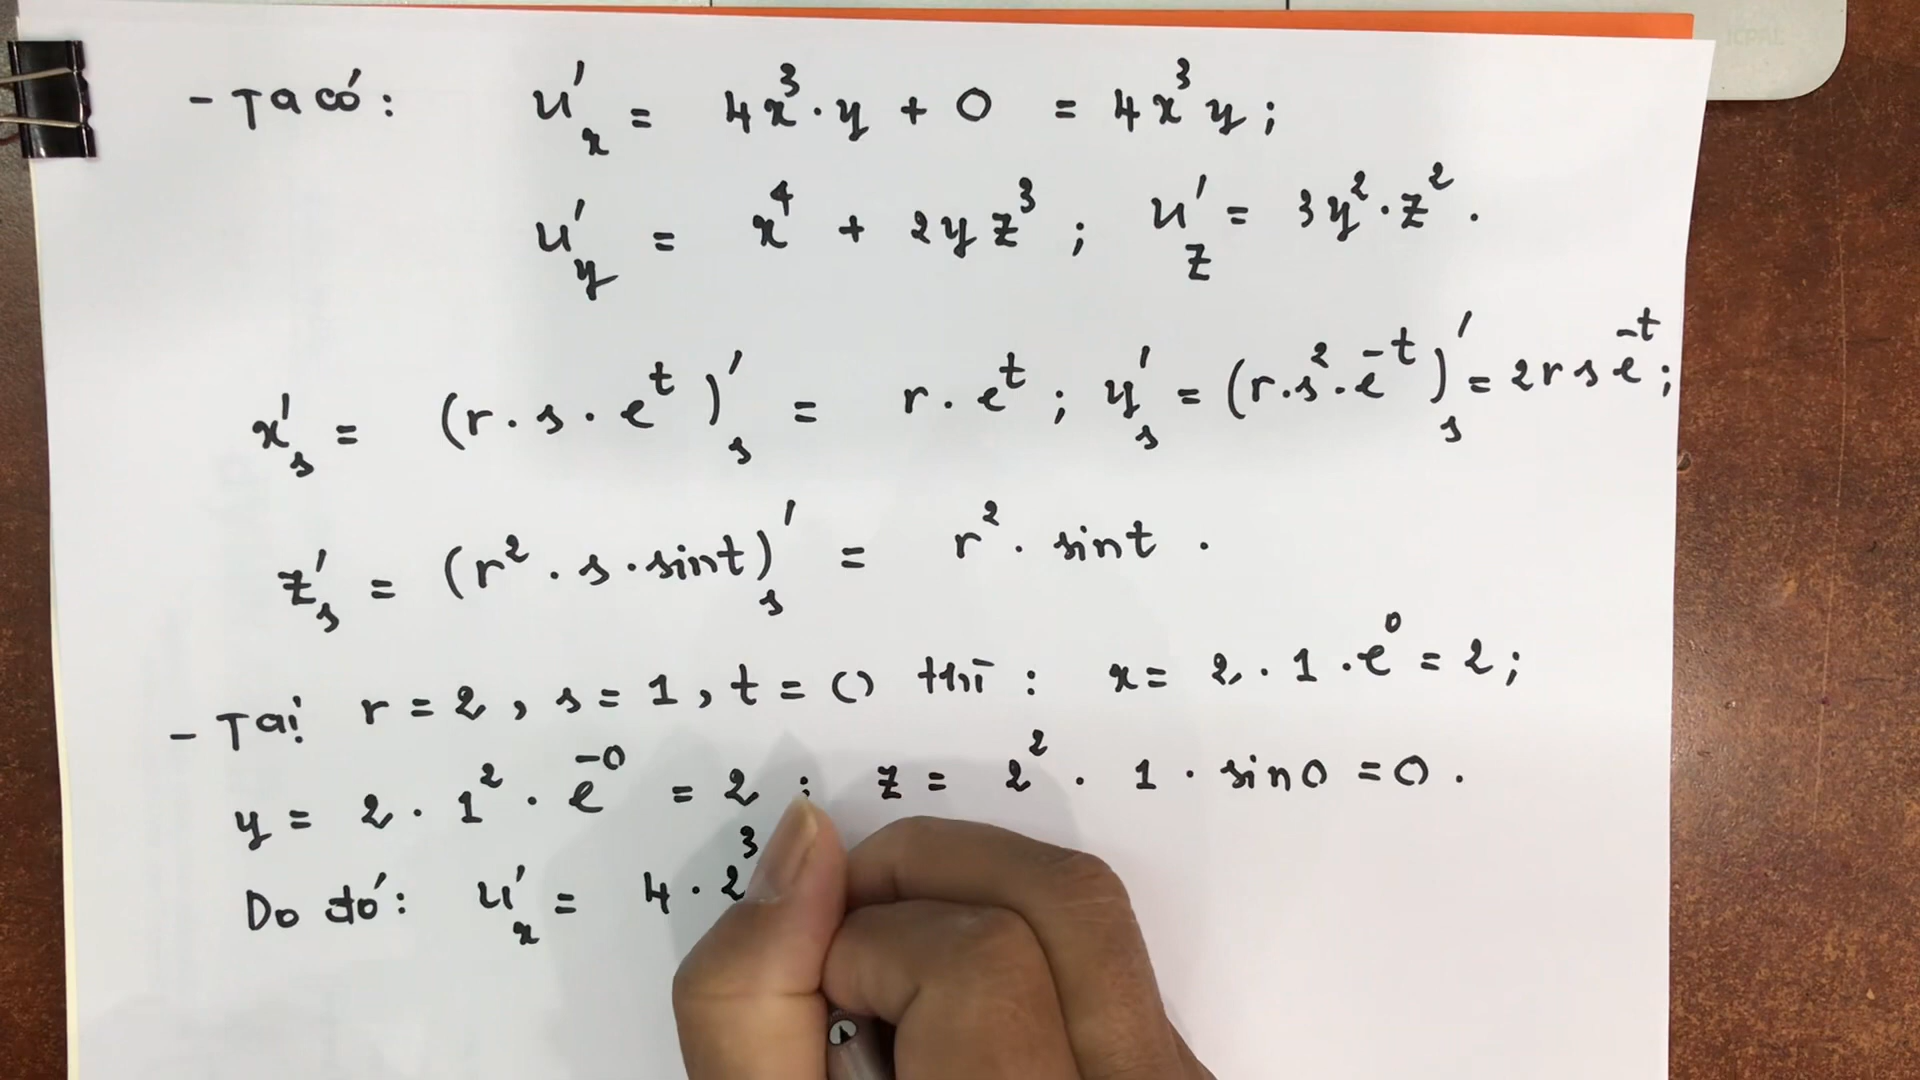 - Ta có: u'ₓ = 4x³·y + 0 = 4x³y;
u'_y = x⁴ + 2yz³; u'_z = 3y²·z².
x'_s = (r·s·eᵗ)'_s = r·eᵗ; y'_s = (r·s²·e⁻ᵗ)'_s = 2rse⁻ᵗ;
z'_s = (r²·s·sint)'_s = r²·sint.
- Tại r = 2, s = 1, t = 0 thì: x = 2·1·e⁰ = 2;
y = 2·1²·e⁻⁰ = 2; z = 2²·1·sin0 = 0.
Do đó: u'ₓ = 4·2³